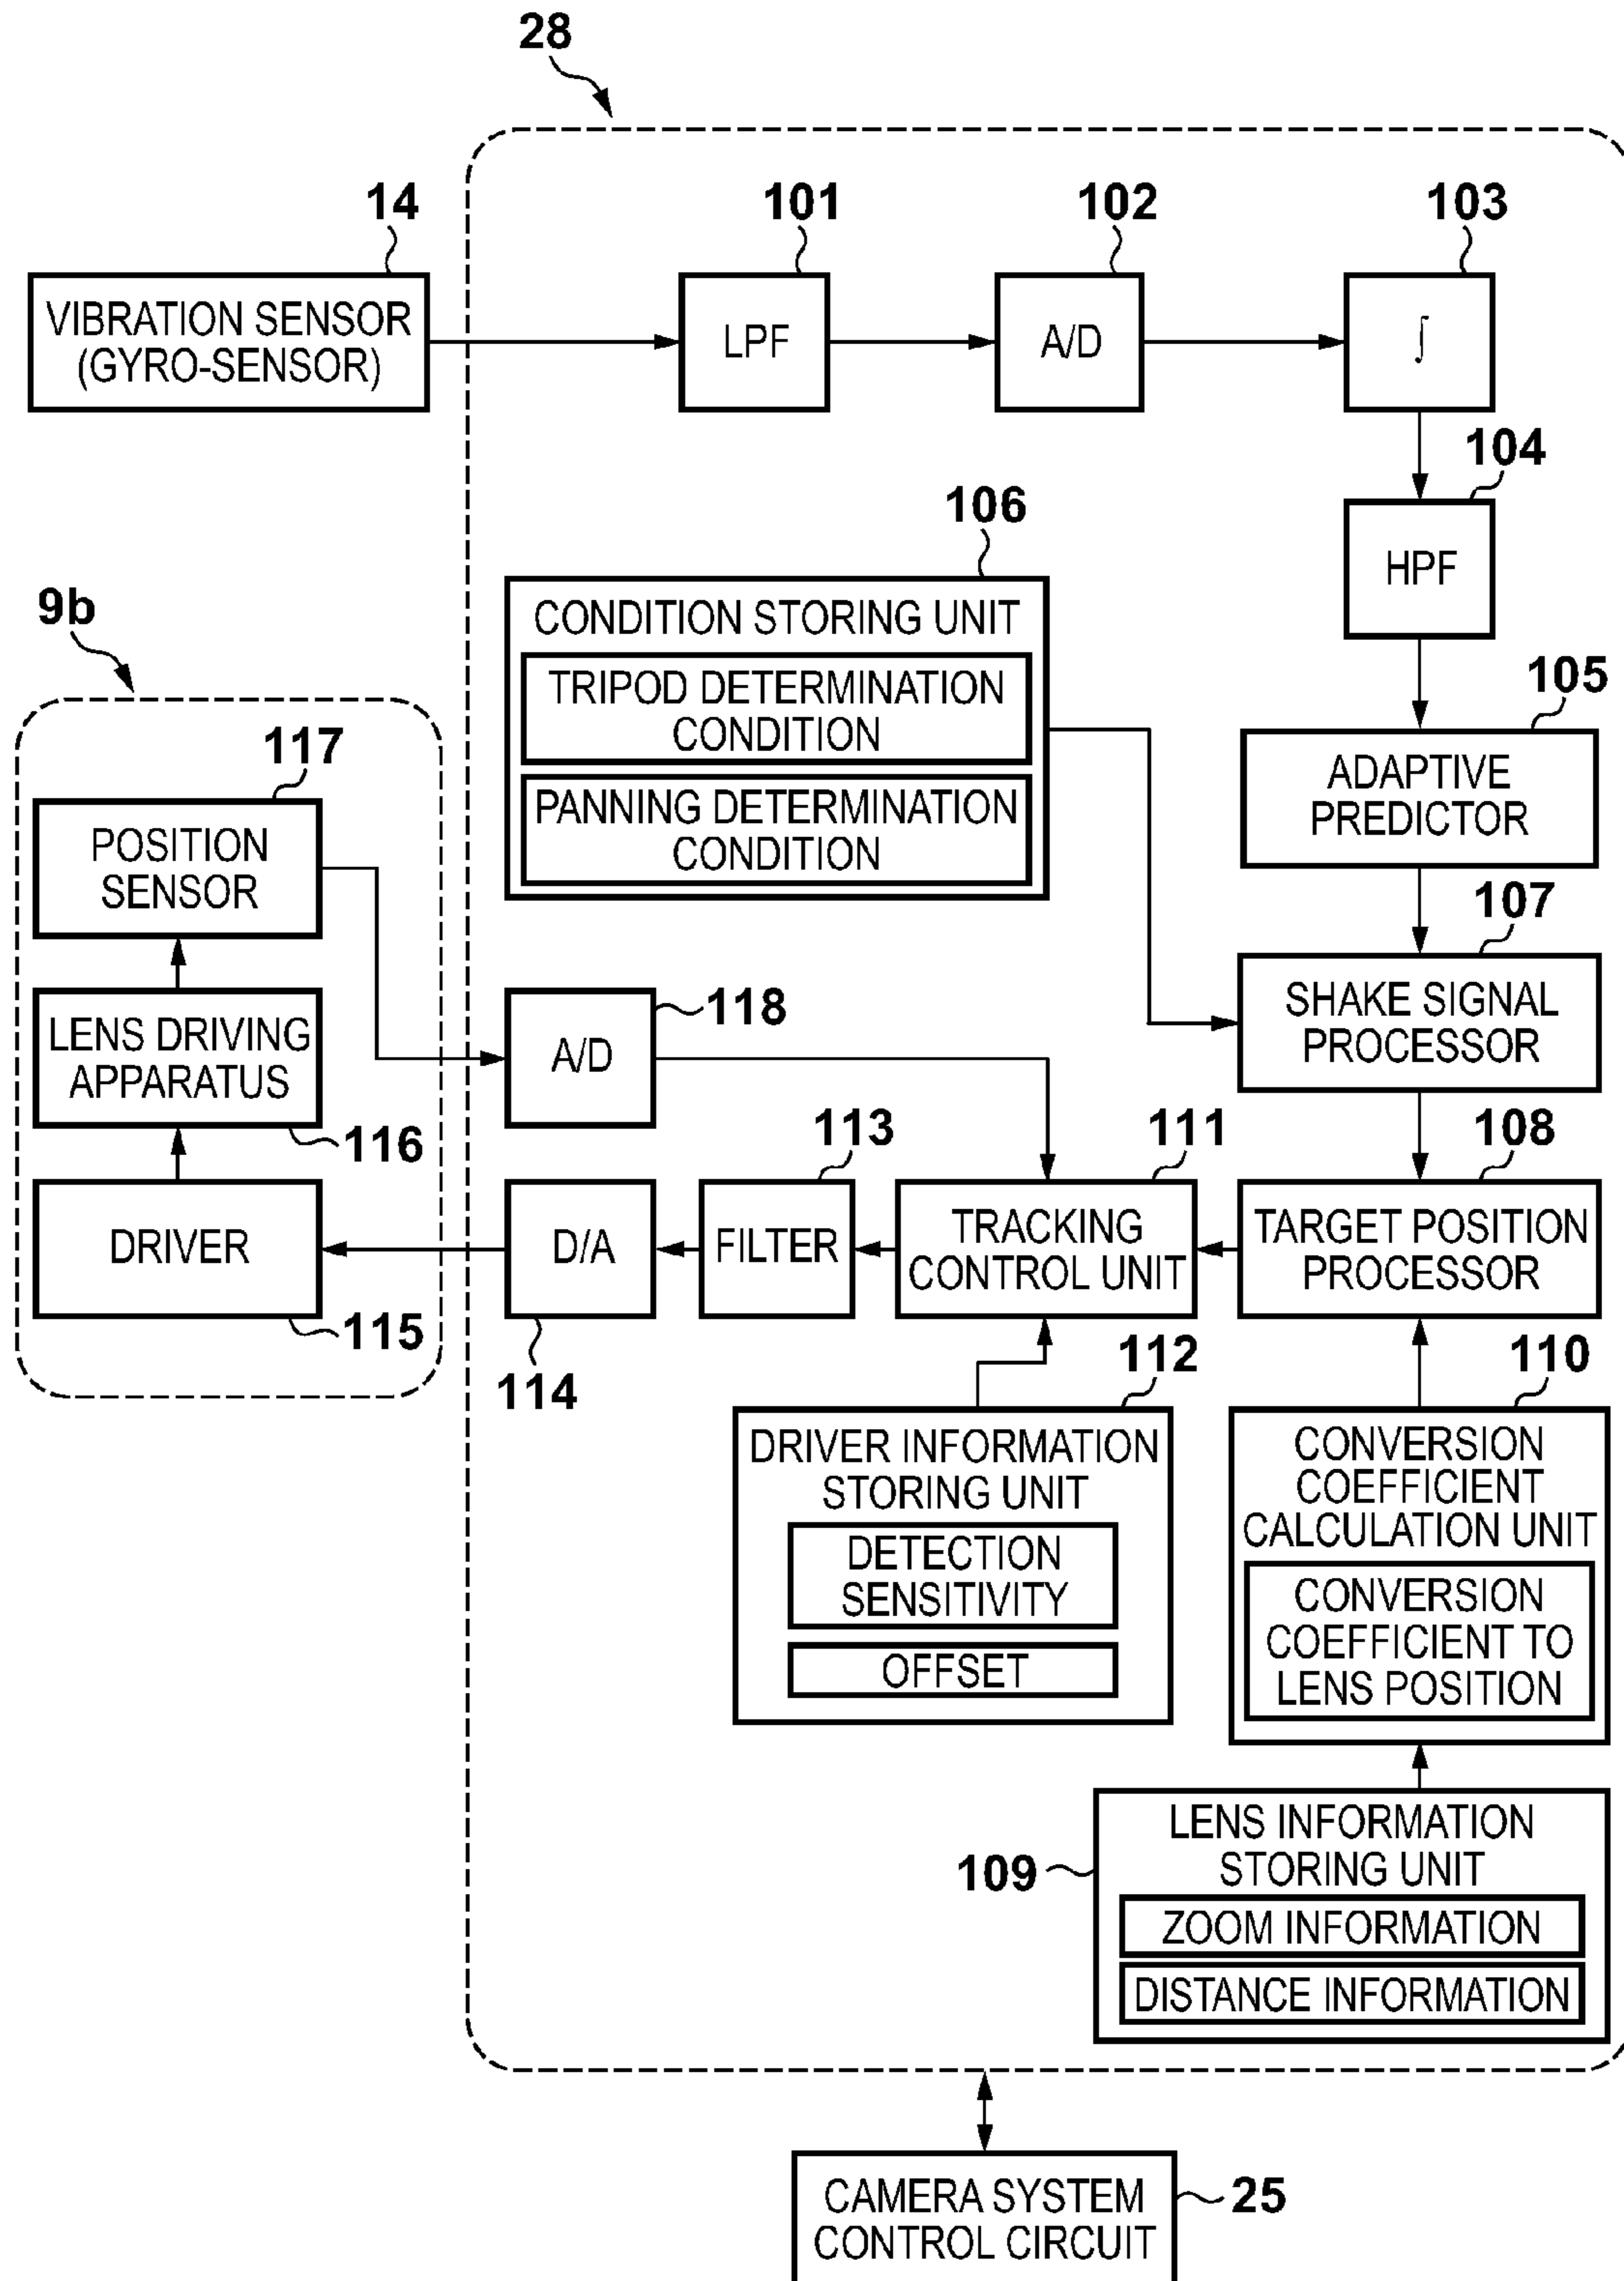 28
14
101
102
103
VIBRATION SENSOR
(GYRO-SENSOR)
LPF
A/D
∫
104
HPF
106
CONDITION STORING UNIT
TRIPOD DETERMINATION
CONDITION
PANNING DETERMINATION
CONDITION
105
ADAPTIVE
PREDICTOR
9b
117
POSITION
SENSOR
107
SHAKE SIGNAL
PROCESSOR
LENS DRIVING
APPARATUS
116
118
A/D
113
111
108
DRIVER
115
D/A
114
FILTER
TRACKING
CONTROL UNIT
TARGET POSITION
PROCESSOR
112
DRIVER INFORMATION
STORING UNIT
DETECTION
SENSITIVITY
OFFSET
110
CONVERSION
COEFFICIENT
CALCULATION UNIT
CONVERSION
COEFFICIENT TO
LENS POSITION
109
LENS INFORMATION
STORING UNIT
ZOOM INFORMATION
DISTANCE INFORMATION
CAMERA SYSTEM
CONTROL CIRCUIT
25